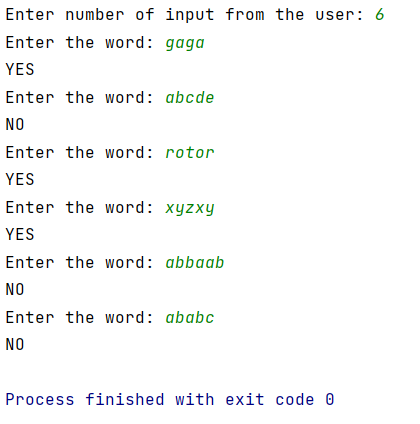 Enter number of input from the user: 6
Enter the word: gaga
YES
Enter the word: abcde
NO
Enter the word: rotor
YES
Enter the word: xyzxy
YES
Enter the word: abbaab
NO
Enter the word: ababc
NO
Process finished with exit code 0